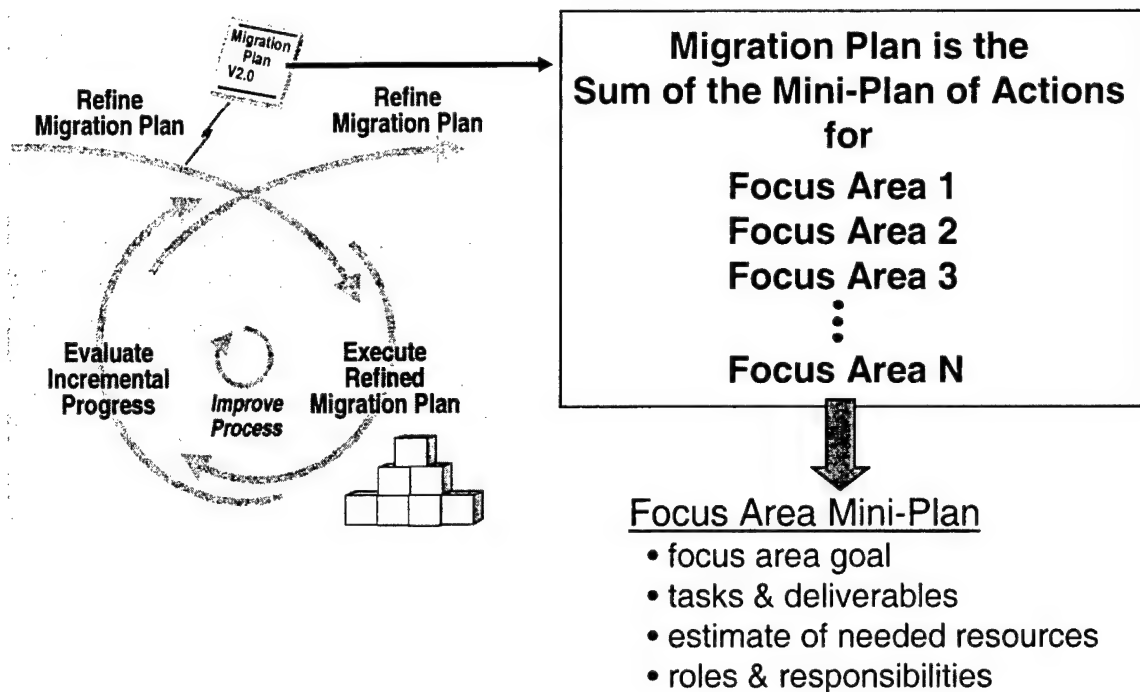 Migration
Plan
V2.0
Refine
Migration Plan
Refine
Migration Plan
Evaluate
Incremental
Progress
Improve
Process
Execute
Refined
Migration Plan
Migration Plan is the
Sum of the Mini-Plan of Actions
for
Focus Area 1
Focus Area 2
Focus Area 3
Focus Area N
Focus Area Mini-Plan
• focus area goal
• tasks & deliverables
• estimate of needed resources
• roles & responsibilities